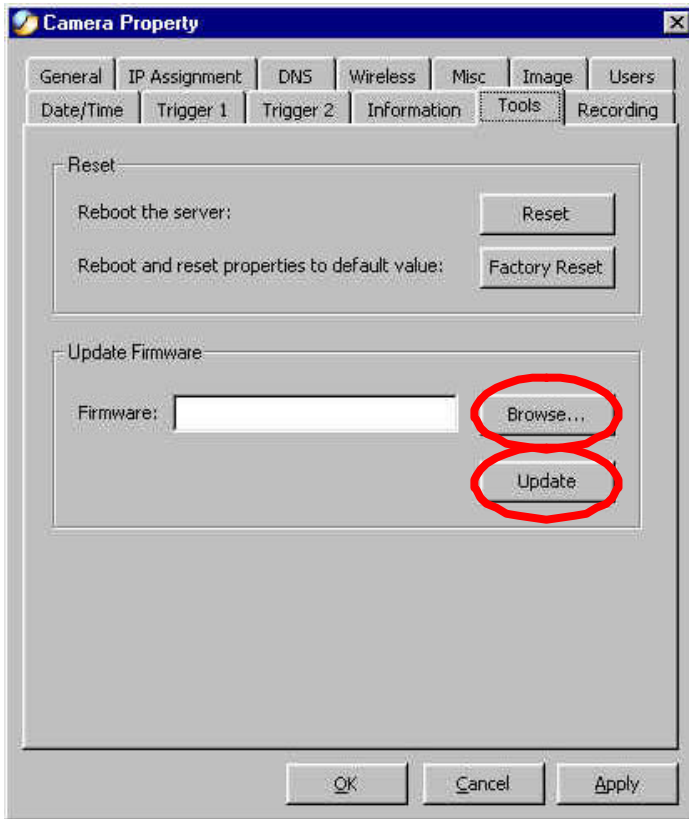 Camera Property
General IP Assignment DNS Wireless Misc Image Users
Date/Time Trigger 1 Trigger 2 Information Tools Recording
Reset
Reboot the server: Reset
Reboot and reset properties to default value: Factory Reset
Update Firmware
Firmware: Browse...
Update
OK Cancel Apply